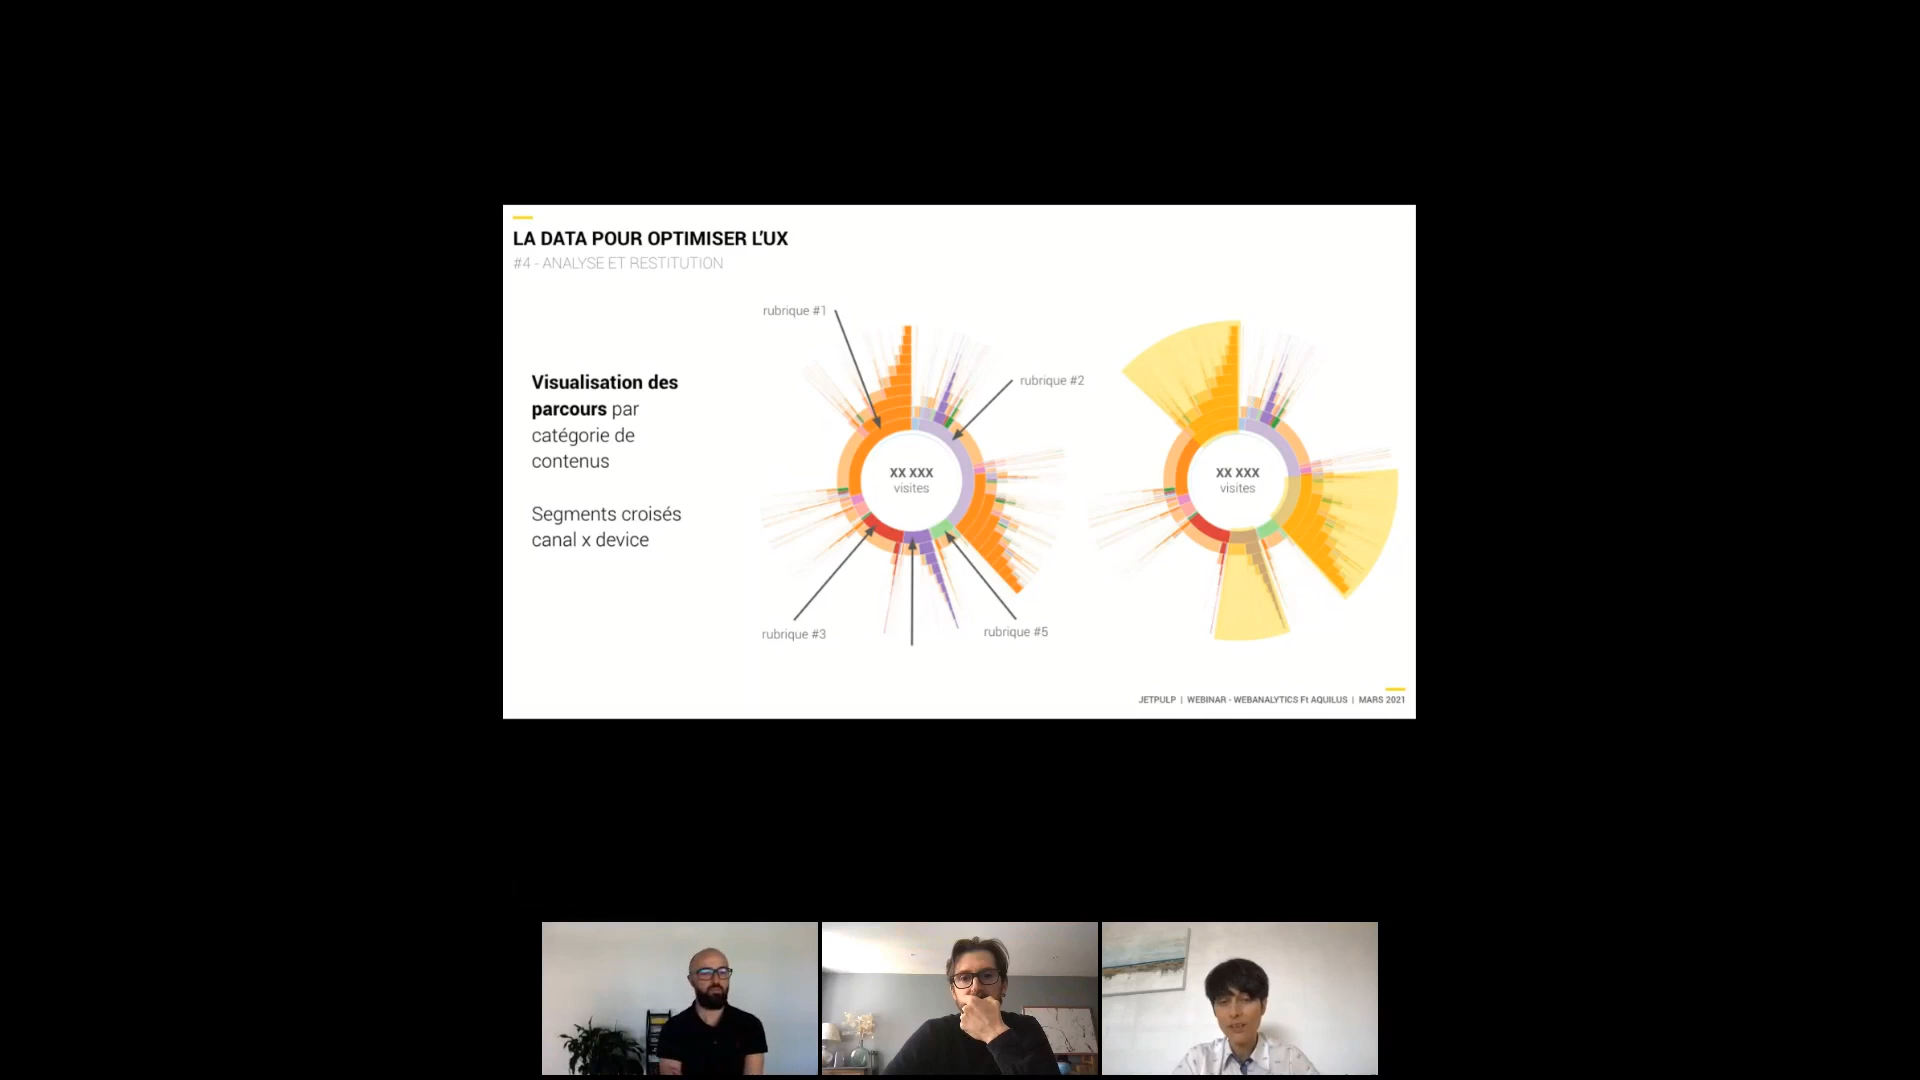 LA DATA POUR OPTIMISER L'UX
#4 - ANALYSE ET RESTITUTION
rubrique #1
rubrique #2
Visualisation des
parcours par
catégorie de
contenus
Segments croisés
canal x device
XX XXX
visites
XX XXX
visites
rubrique #3
rubrique #5
JETPULP | WEBINAR - WEBANALYTICS Ft AQUILUS | MARS 2021